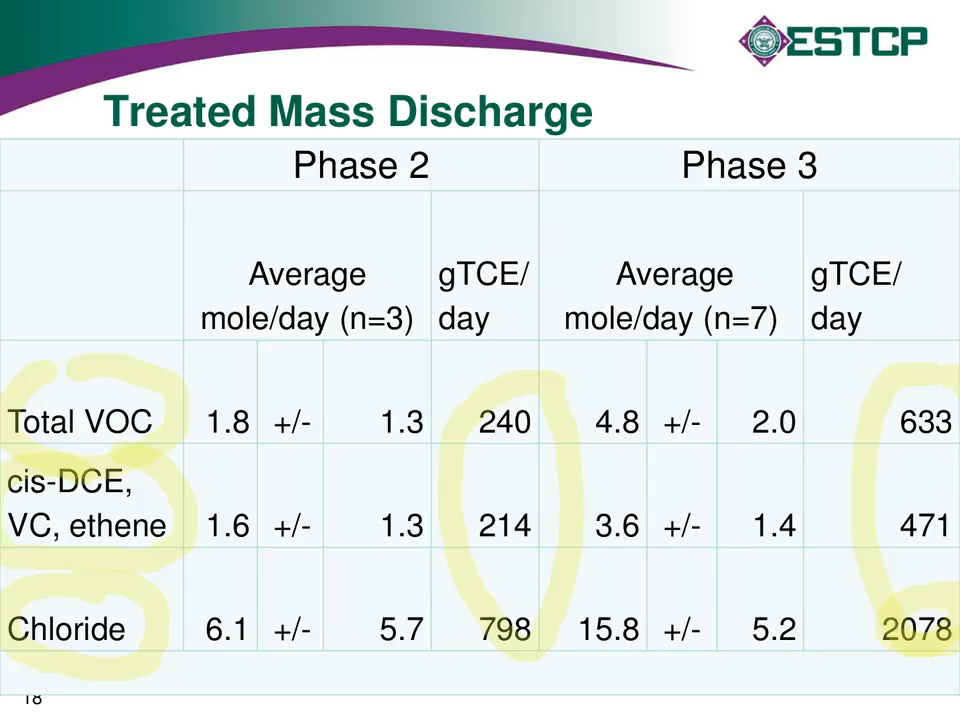 ESTCP
Treated Mass Discharge
Phase 2 Phase 3
Average gTCE/ Average gTCE/
mole/day (n=3) day mole/day (n=7) day
Total VOC 1.8 +/- 1.3 240 4.8 +/- 2.0 633
cis-DCE,
VC, ethene 1.6 +/- 1.3 214 3.6 +/- 1.4 471
Chloride 6.1 +/- 5.7 798 15.8 +/- 5.2 2078
18